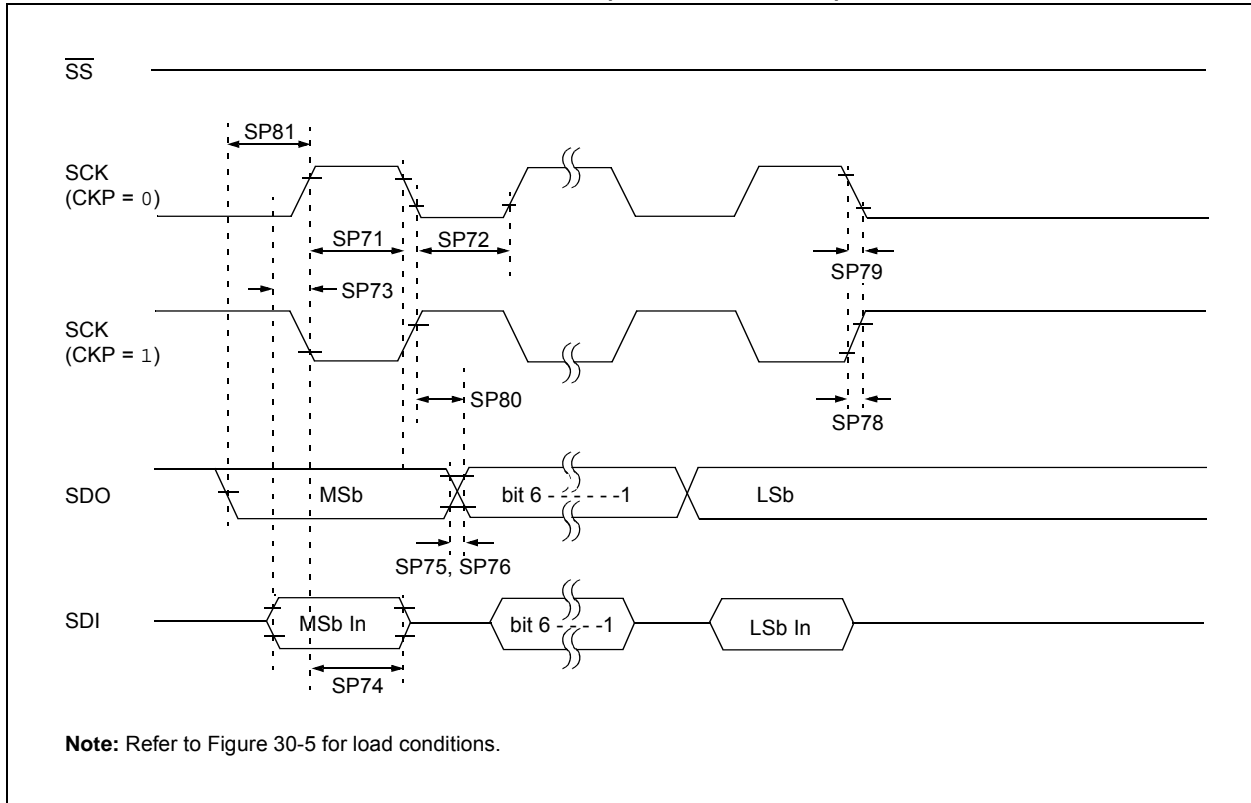 SS
SP81
SCK
(CKP = 0)
SP71
SP72
SP79
SP73
SCK
(CKP = 1)
SP80
SP78
SDO
MSb
bit 6 - - - - - -1
LSb
SP75, SP76
SDI
MSb In
bit 6 - - - -1
LSb In
SP74
Note: Refer to Figure 30-5 for load conditions.